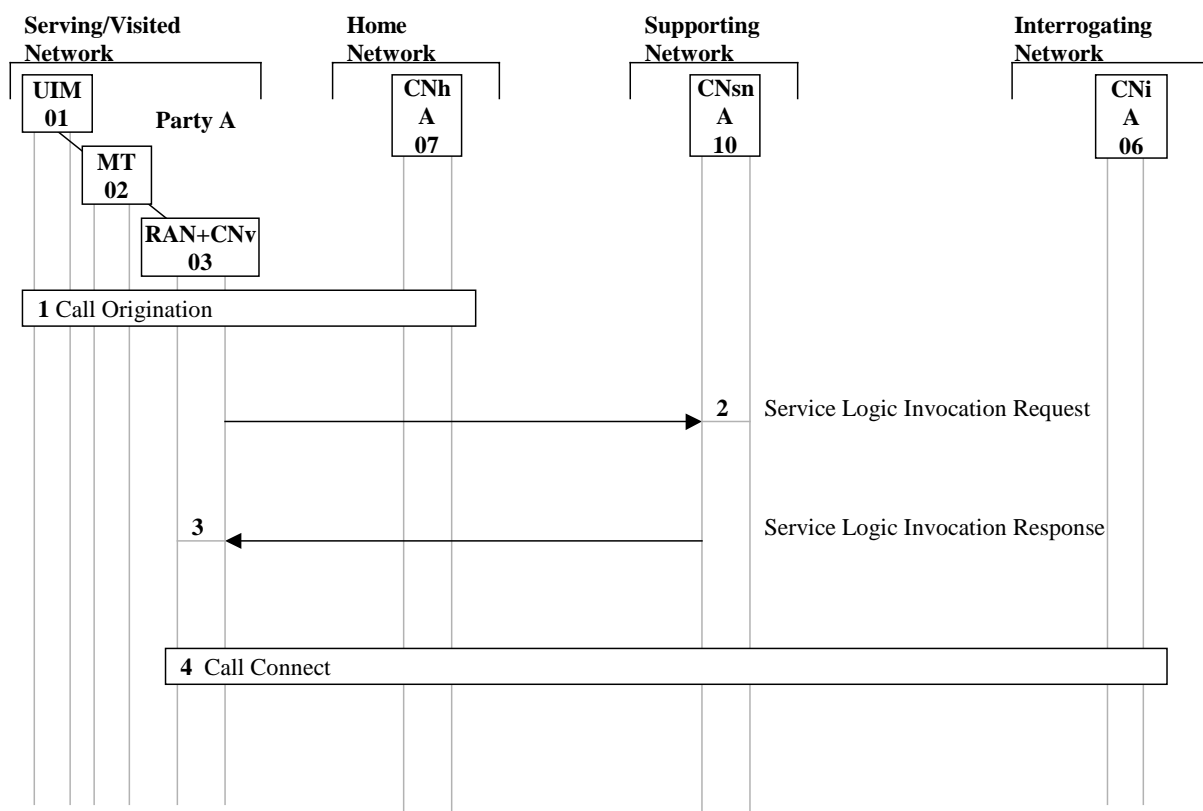 Serving/Visited
Network
Home
Network
Supporting
Network
Interrogating
Network
UIM
01
Party A
MT
02
RAN+CNv
03
CNh
A
07
CNsn
A
10
CNi
A
06
1 Call Origination
2 Service Logic Invocation Request
3 Service Logic Invocation Response
4 Call Connect